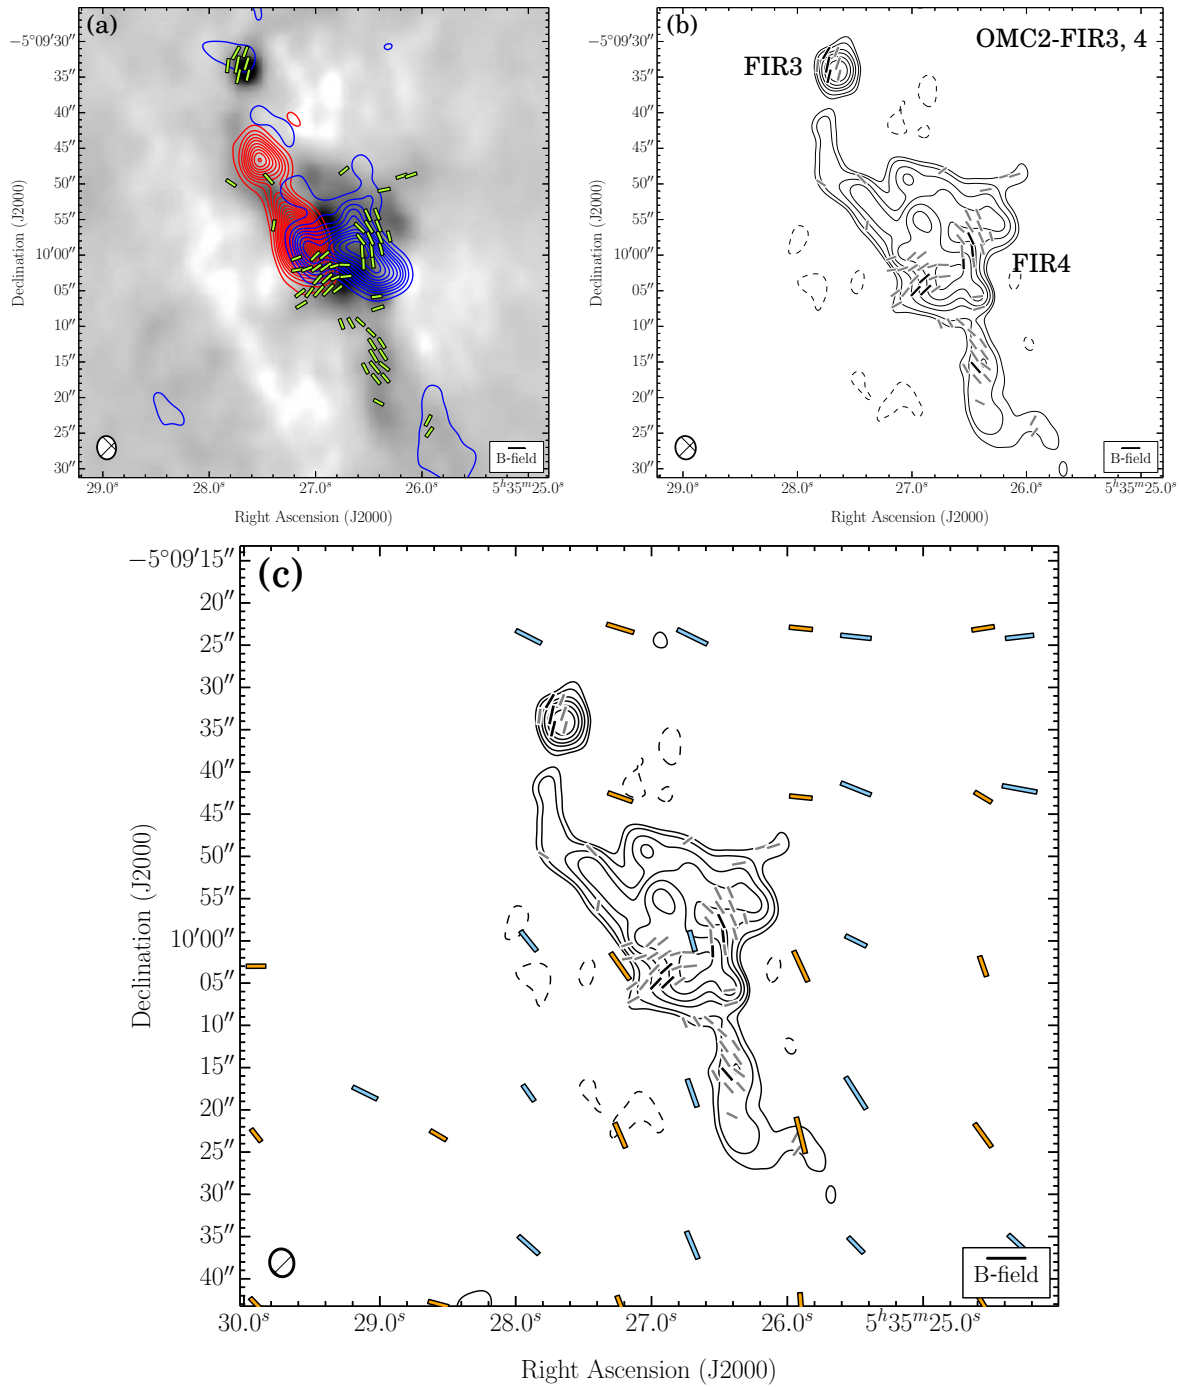 (a)
−5°09′30″
35″
40″
45″
50″
55″
10′00″
05″
10″
15″
20″
25″
30″
Declination (J2000)
B-field
29.0ˢ 28.0ˢ 27.0ˢ 26.0ˢ 5ʰ35ᵐ25.0ˢ
Right Ascension (J2000)
(b)
OMC2-FIR3, 4
FIR3
FIR4
−5°09′30″
35″
40″
45″
50″
55″
10′00″
05″
10″
15″
20″
25″
30″
Declination (J2000)
B-field
29.0ˢ 28.0ˢ 27.0ˢ 26.0ˢ 5ʰ35ᵐ25.0ˢ
Right Ascension (J2000)
(c)
−5°09′15″
20″
25″
30″
35″
40″
45″
50″
55″
10′00″
05″
10″
15″
20″
25″
30″
35″
40″
Declination (J2000)
B-field
30.0ˢ 29.0ˢ 28.0ˢ 27.0ˢ 26.0ˢ 5ʰ35ᵐ25.0ˢ
Right Ascension (J2000)